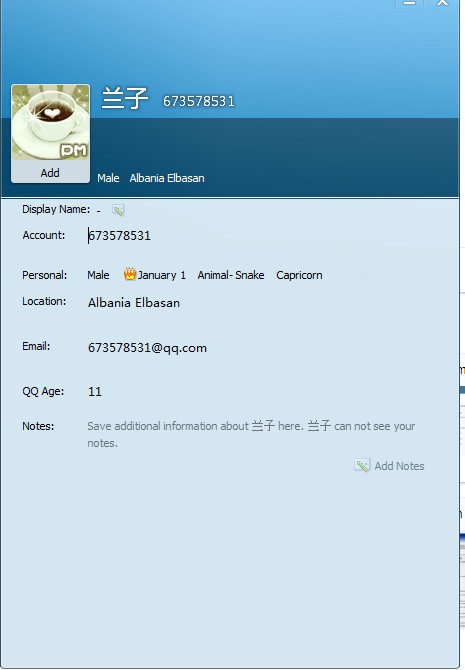 兰子 673578531
PM
Add
Male Albania Elbasan
Display Name: -
Account: 673578531
Personal: Male January 1 Animal- Snake Capricorn
Location: Albania Elbasan
Email: 673578531@qq.com
QQ Age: 11
Notes: Save additional information about 兰子 here. 兰子 can not see your
notes.
Add Notes